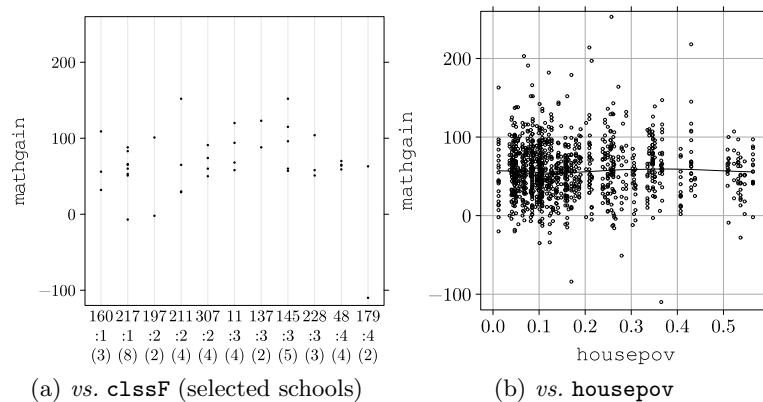 mathgain
200
100
0
−100
160 217 197 211 307 11 137 145 228 48 179
:1 :1 :2 :2 :2 :3 :3 :3 :3 :4 :4
(3) (8) (2) (4) (4) (4) (2) (5) (3) (4) (2)
(a) vs. clssF (selected schools)
mathgain
200
100
0
−100
0.0 0.1 0.2 0.3 0.4 0.5
housepov
(b) vs. housepov